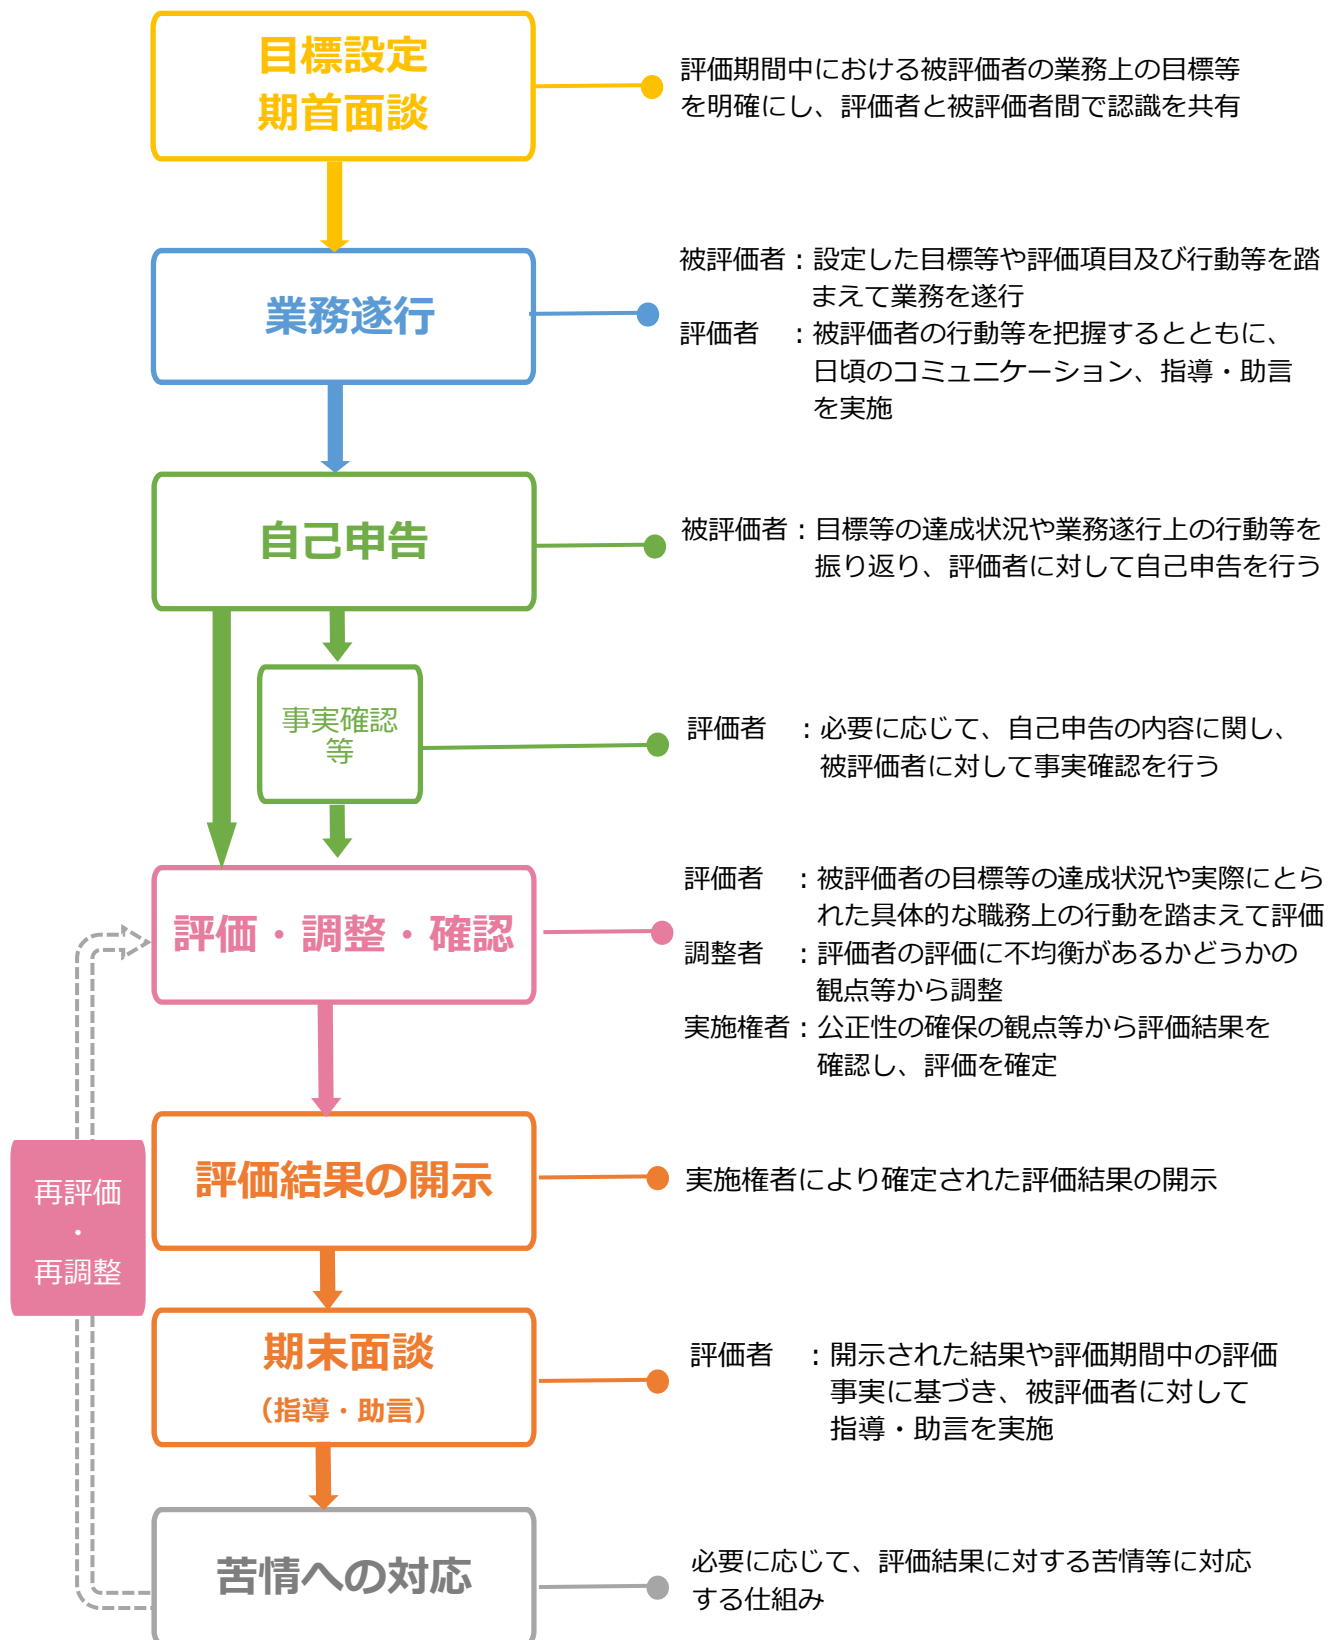 目標設定
期首面談
評価期間中における被評価者の業務上の目標等
を明確にし、評価者と被評価者間で認識を共有
業務遂行
被評価者：設定した目標等や評価項目及び行動等を踏
まえて業務を遂行
評価者　：被評価者の行動等を把握するとともに、
日頃のコミュニケーション、指導・助言
を実施
自己申告
被評価者：目標等の達成状況や業務遂行上の行動等を
振り返り、評価者に対して自己申告を行う
事実確認
等
評価者　：必要に応じて、自己申告の内容に関し、
被評価者に対して事実確認を行う
評価・調整・確認
評価者　：被評価者の目標等の達成状況や実際にとら
れた具体的な職務上の行動を踏まえて評価
調整者　：評価者の評価に不均衡があるかどうかの
観点等から調整
実施権者：公正性の確保の観点等から評価結果を
確認し、評価を確定
評価結果の開示
実施権者により確定された評価結果の開示
再評価
・
再調整
期末面談
（指導・助言）
評価者　：開示された結果や評価期間中の評価
事実に基づき、被評価者に対して
指導・助言を実施
苦情への対応
必要に応じて、評価結果に対する苦情等に対応
する仕組み